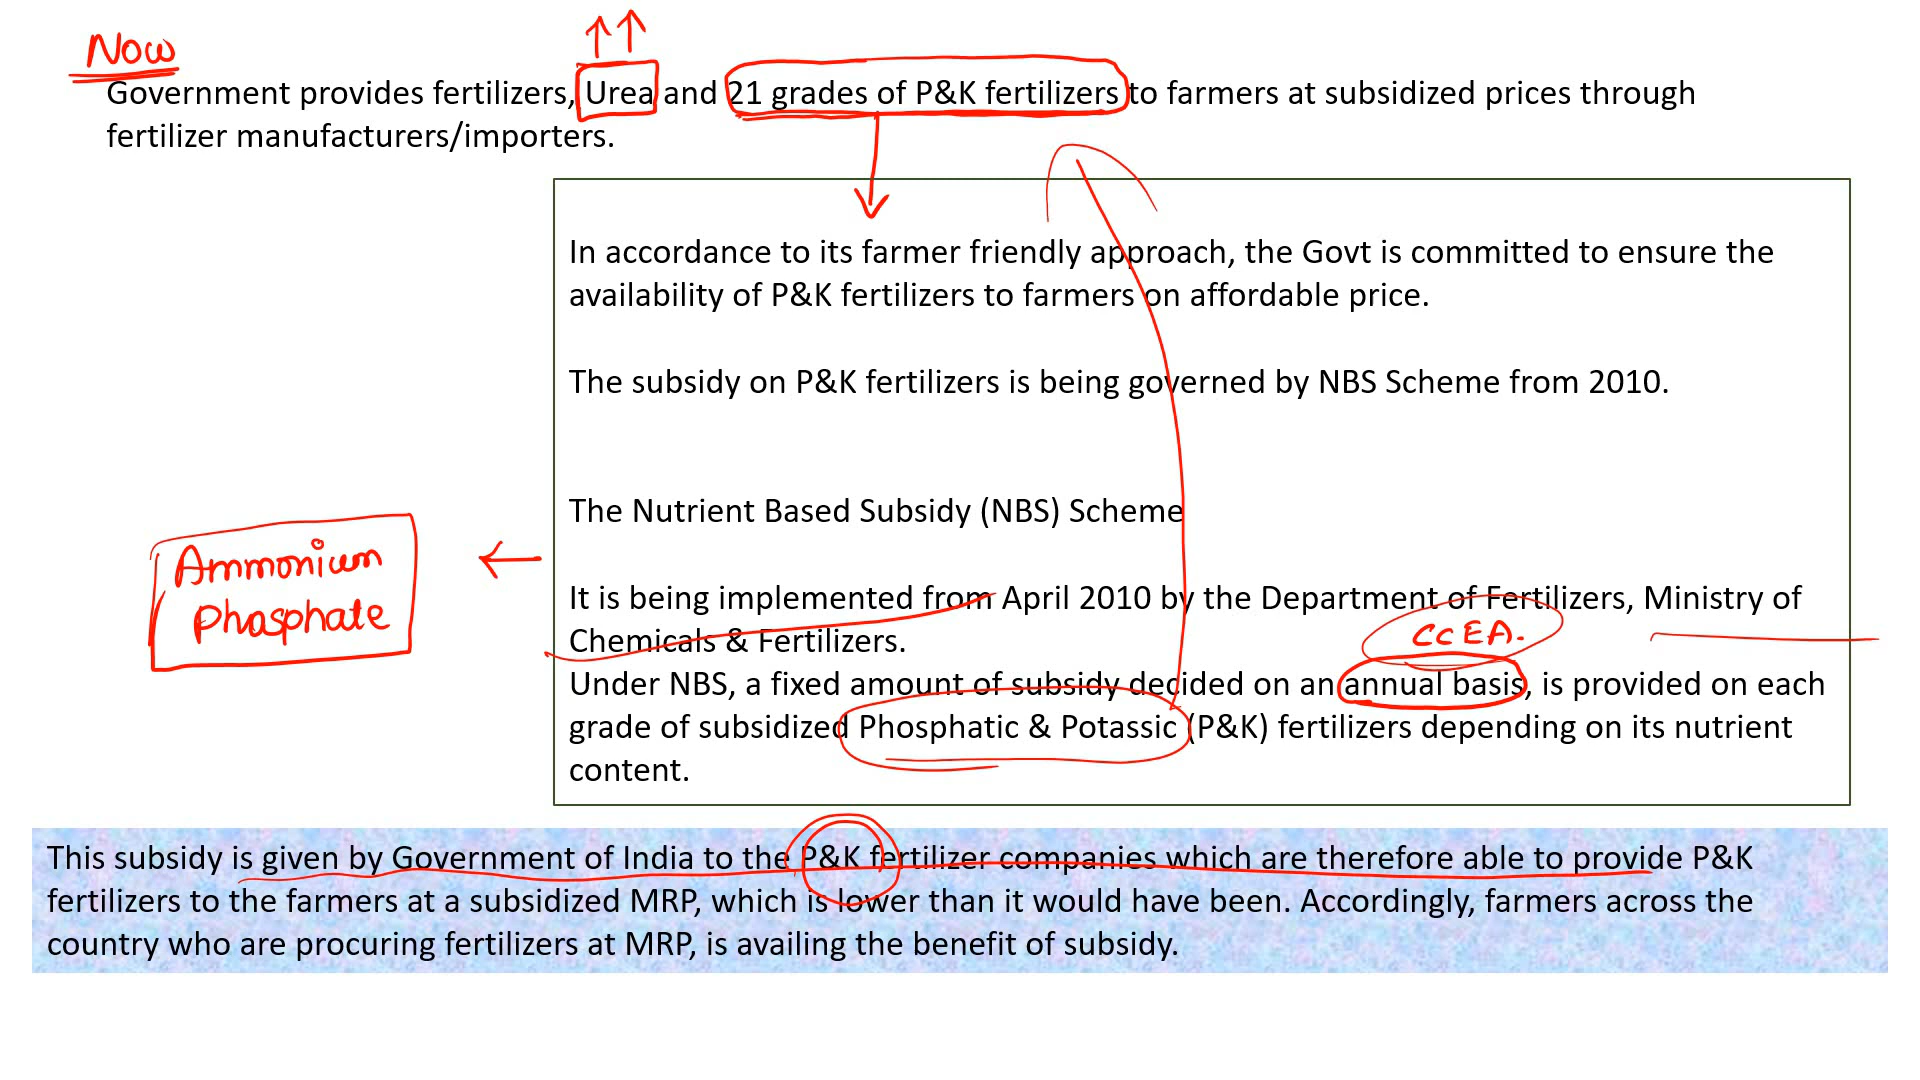 Now
Government provides fertilizers, Urea and 21 grades of P&K fertilizers to farmers at subsidized prices through
fertilizer manufacturers/importers.
In accordance to its farmer friendly approach, the Govt is committed to ensure the
availability of P&K fertilizers to farmers on affordable price.
The subsidy on P&K fertilizers is being governed by NBS Scheme from 2010.
The Nutrient Based Subsidy (NBS) Scheme
Ammonium
Phosphate
It is being implemented from April 2010 by the Department of Fertilizers, Ministry of
Chemicals & Fertilizers.
CCEA.
Under NBS, a fixed amount of subsidy decided on an annual basis, is provided on each
grade of subsidized Phosphatic & Potassic (P&K) fertilizers depending on its nutrient
content.
This subsidy is given by Government of India to the P&K fertilizer companies which are therefore able to provide P&K
fertilizers to the farmers at a subsidized MRP, which is lower than it would have been. Accordingly, farmers across the
country who are procuring fertilizers at MRP, is availing the benefit of subsidy.